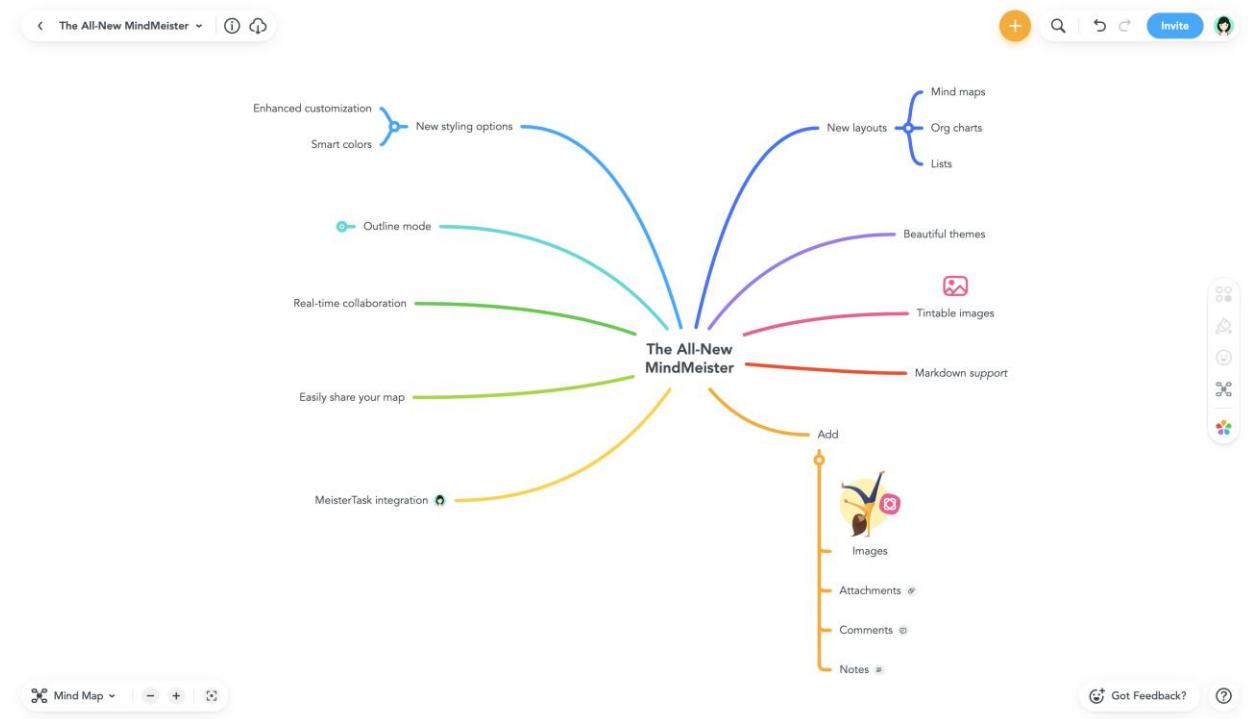 The All-New MindMeister
Invite
Enhanced customization
Smart colors
New styling options
Outline mode
Real-time collaboration
Easily share your map
MeisterTask integration
The All-New
MindMeister
New layouts
Mind maps
Org charts
Lists
Beautiful themes
Tintable images
Markdown support
Add
Images
Attachments
Comments
Notes
Mind Map
Got Feedback?